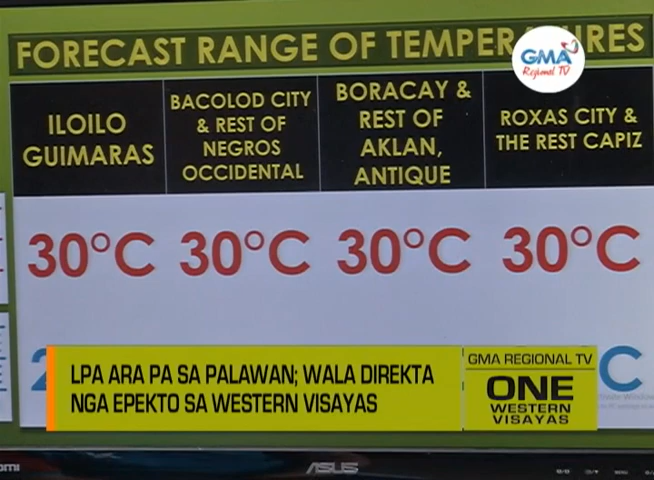 FORECAST RANGE OF TEMPERATURES
GMA
Regional TV
ILOILO
GUIMARAS
BACOLOD CITY
& REST OF
NEGROS
OCCIDENTAL
BORACAY &
REST OF
AKLAN,
ANTIQUE
ROXAS CITY &
THE REST CAPIZ
30°C 30°C 30°C 30°C
C
LPA ARA PA SA PALAWAN; WALA DIREKTA
NGA EPEKTO SA WESTERN VISAYAS
GMA REGIONAL TV
ONE
WESTERN
VISAYAS
ASUS